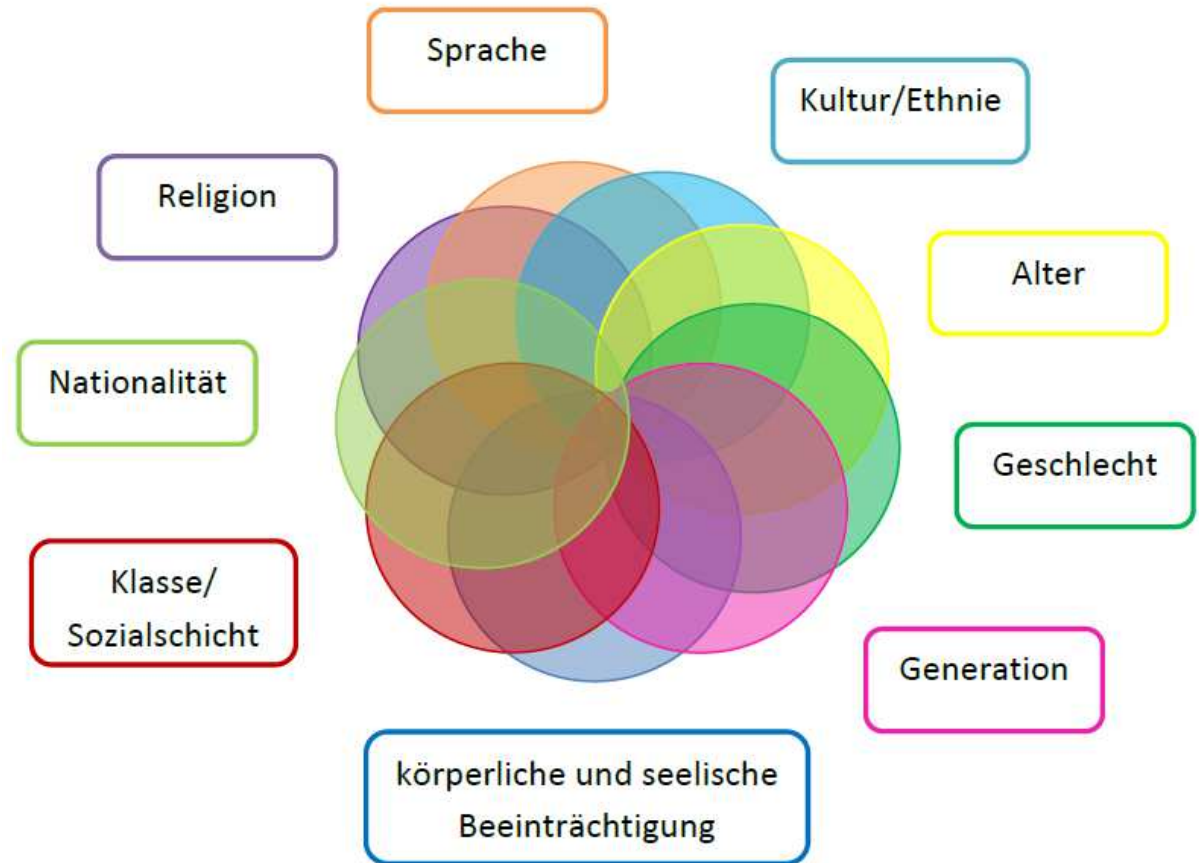 Sprache
Kultur/Ethnie
Religion
Alter
Nationalität
Geschlecht
Klasse/
Sozialschicht
Generation
körperliche und seelische
Beeinträchtigung